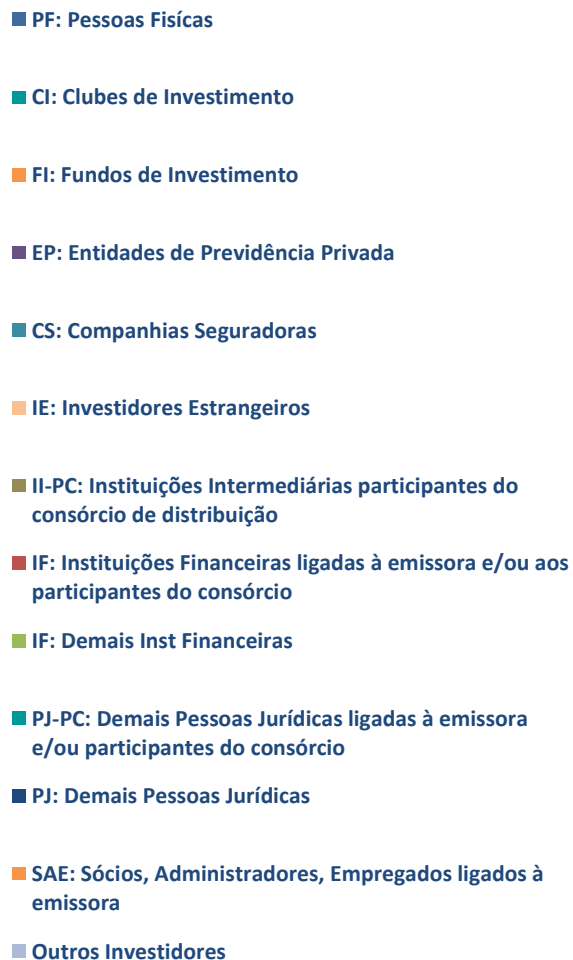 PF: Pessoas Fisícas
CI: Clubes de Investimento
FI: Fundos de Investimento
EP: Entidades de Previdência Privada
CS: Companhias Seguradoras
IE: Investidores Estrangeiros
II-PC: Instituições Intermediárias participantes do
consórcio de distribuição
IF: Instituições Financeiras ligadas à emissora e/ou aos
participantes do consórcio
IF: Demais Inst Financeiras
PJ-PC: Demais Pessoas Jurídicas ligadas à emissora
e/ou participantes do consórcio
PJ: Demais Pessoas Jurídicas
SAE: Sócios, Administradores, Empregados ligados à
emissora
Outros Investidores